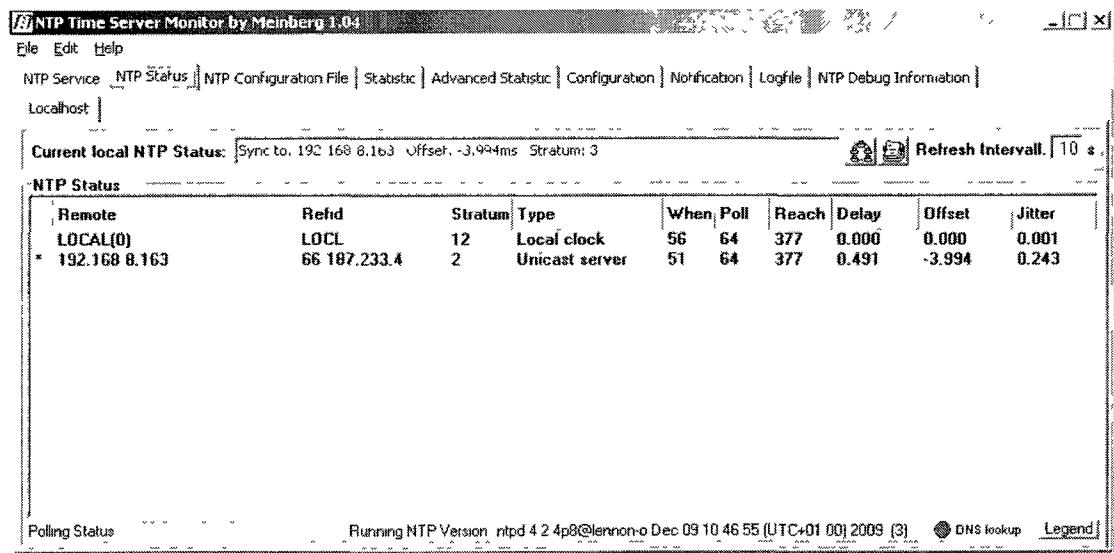 NTP Time Server Monitor by Meinberg 1.04
File Edit Help
NTP Service NTP Status NTP Configuration File Statistic Advanced Statistic Configuration Notification Logfile NTP Debug Information
Localhost
Current local NTP Status: Sync to. 192 168 8.163 Offset. -3.994ms Stratum: 3 Refresh Intervall. 10 s
NTP Status
Remote Refid Stratum Type When Poll Reach Delay Offset Jitter
LOCAL(0) LOCL 12 Local clock 56 64 377 0.000 0.000 0.001
* 192.168 8.163 66 187.233.4 2 Unicast server 51 64 377 0.491 -3.994 0.243
Polling Status Running NTP Version ntpd 4 2 4p8@lennon-o Dec 09 10 46 55 (UTC+01 00) 2009 (3) DNS lookup Legend